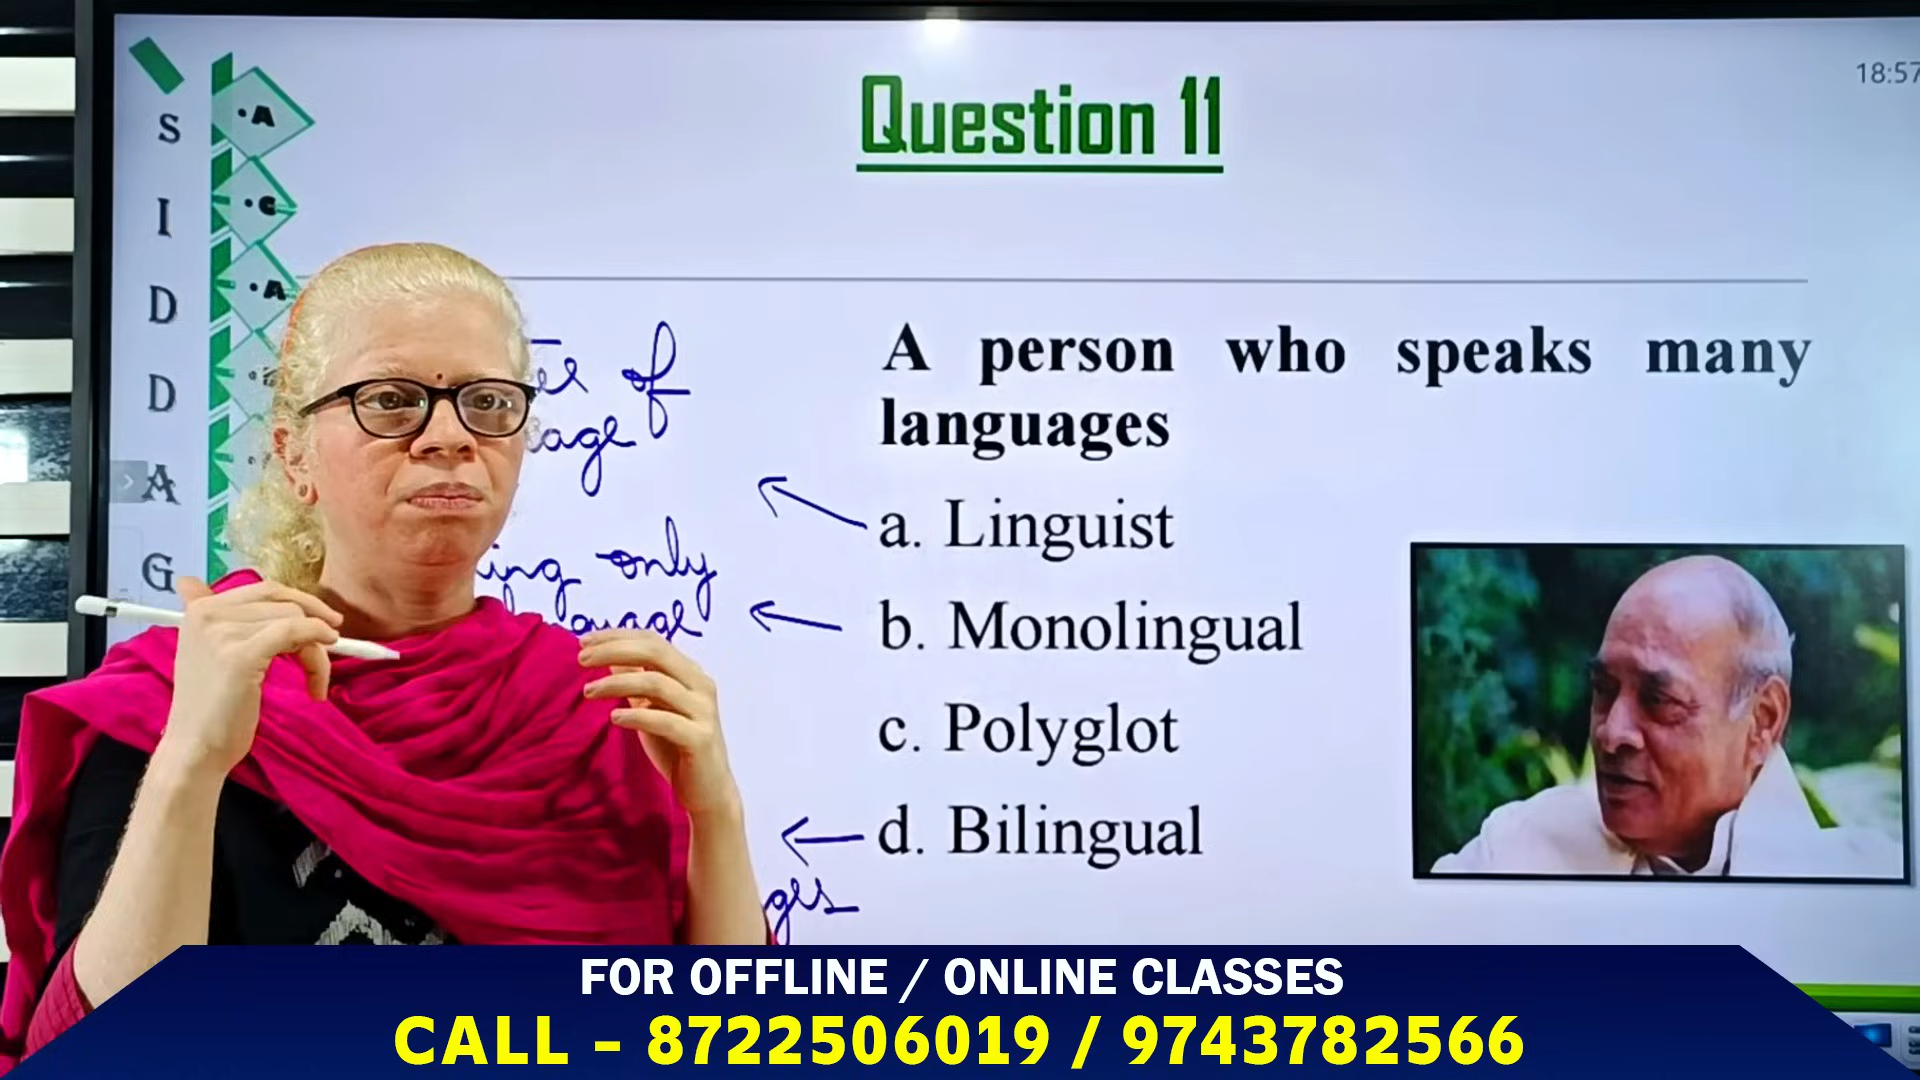 Question 11
18:57
S
I
D
D
A
G
•A
•C
•A
A person who speaks many
languages
a. Linguist
b. Monolingual
c. Polyglot
d. Bilingual
of
only
FOR OFFLINE / ONLINE CLASSES
CALL – 8722506019 / 9743782566